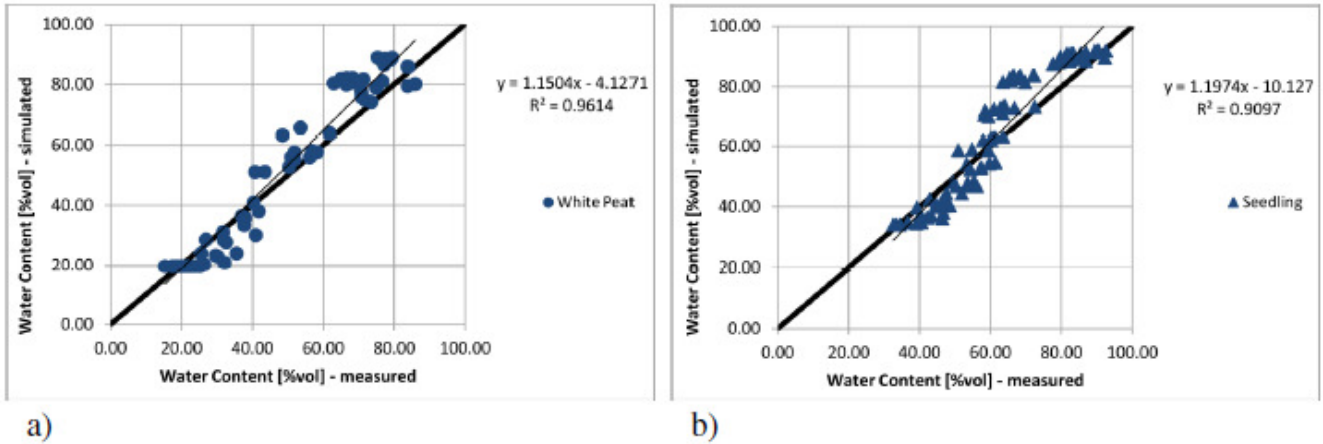 100.00
80.00
60.00
40.00
20.00
0.00
Water Content [%vol] - simulated
0.00 20.00 40.00 60.00 80.00 100.00
Water Content [%vol] - measured
y = 1.1504x - 4.1271
R² = 0.9614
White Peat
a)
100.00
80.00
60.00
40.00
20.00
0.00
Water Content [%vol] - simulated
0.00 20.00 40.00 60.00 80.00 100.00
Water Content [%vol] - measured
y = 1.1974x - 10.127
R² = 0.9097
Seedling
b)